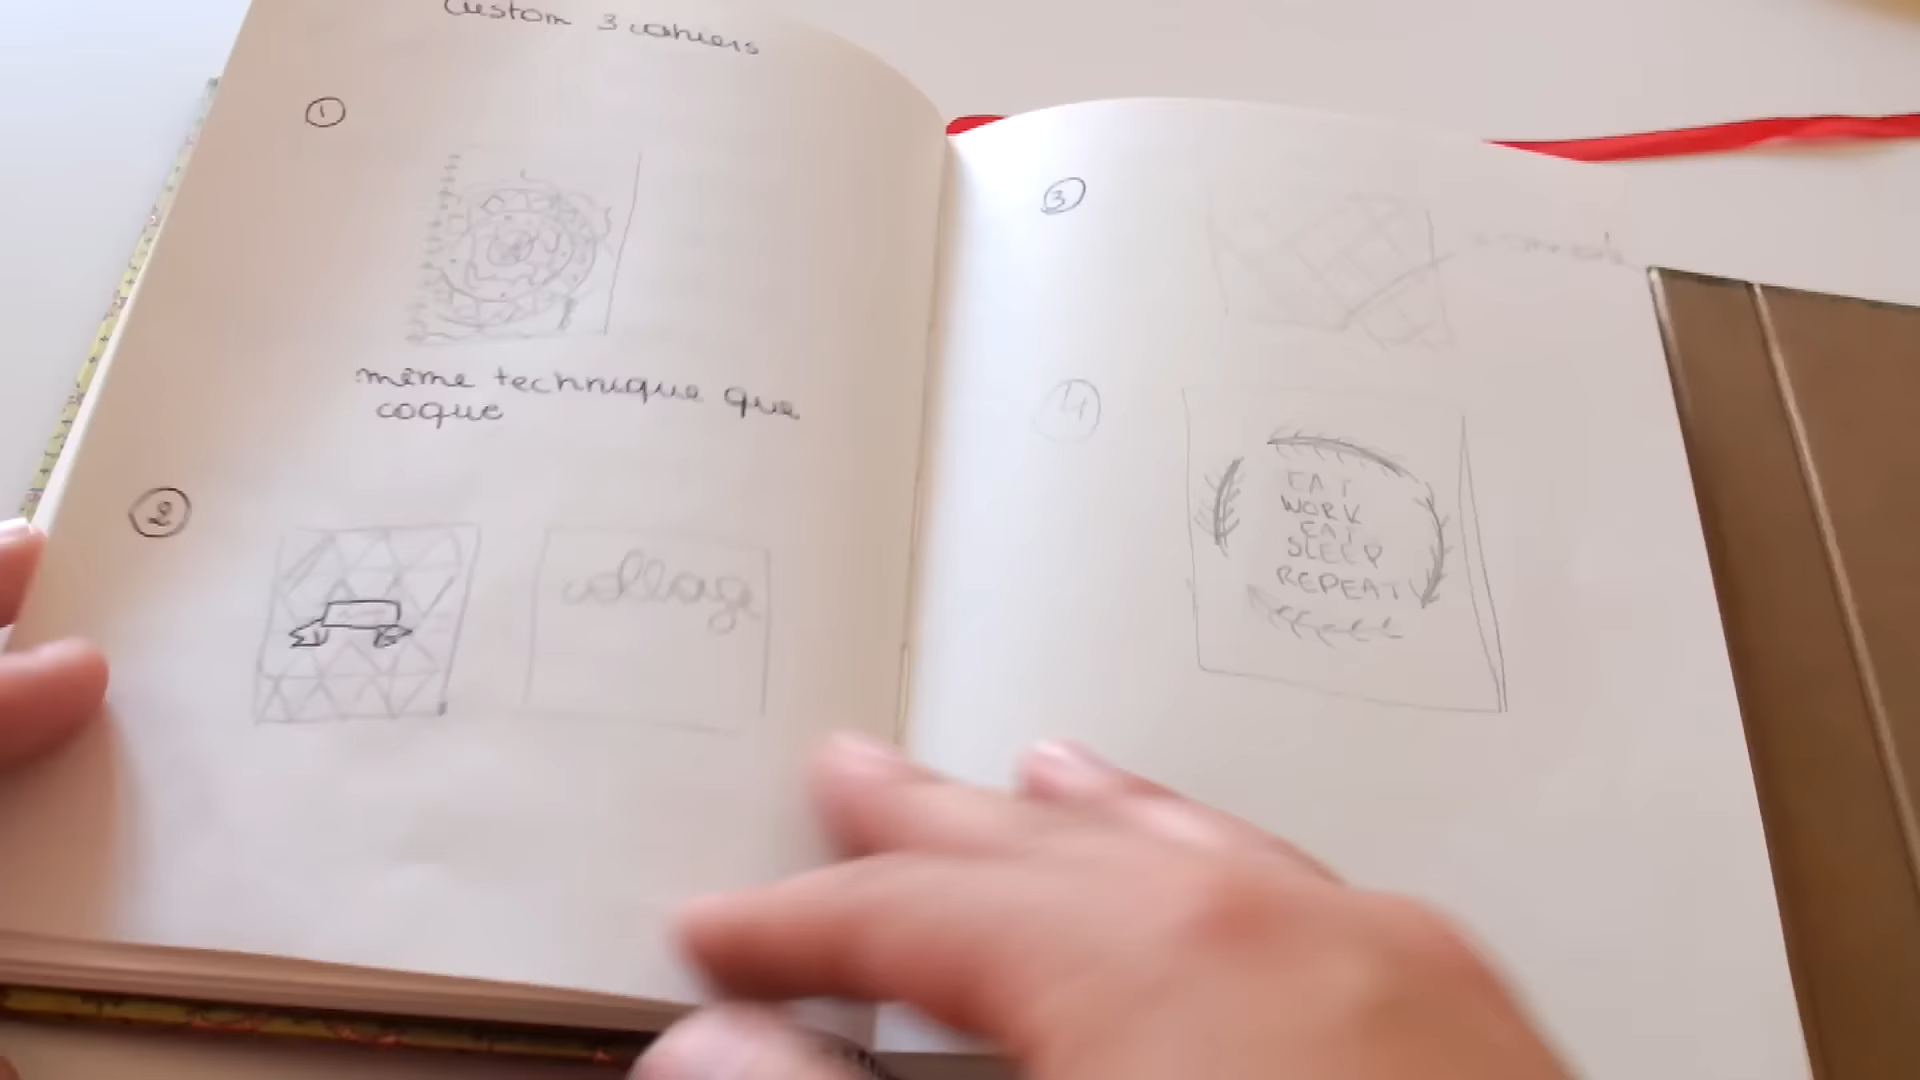 Custom 3 cahiers
1
même technique que
coque
2
collage
3
4
EAT
WORK
EAT
SLEEP
REPEAT